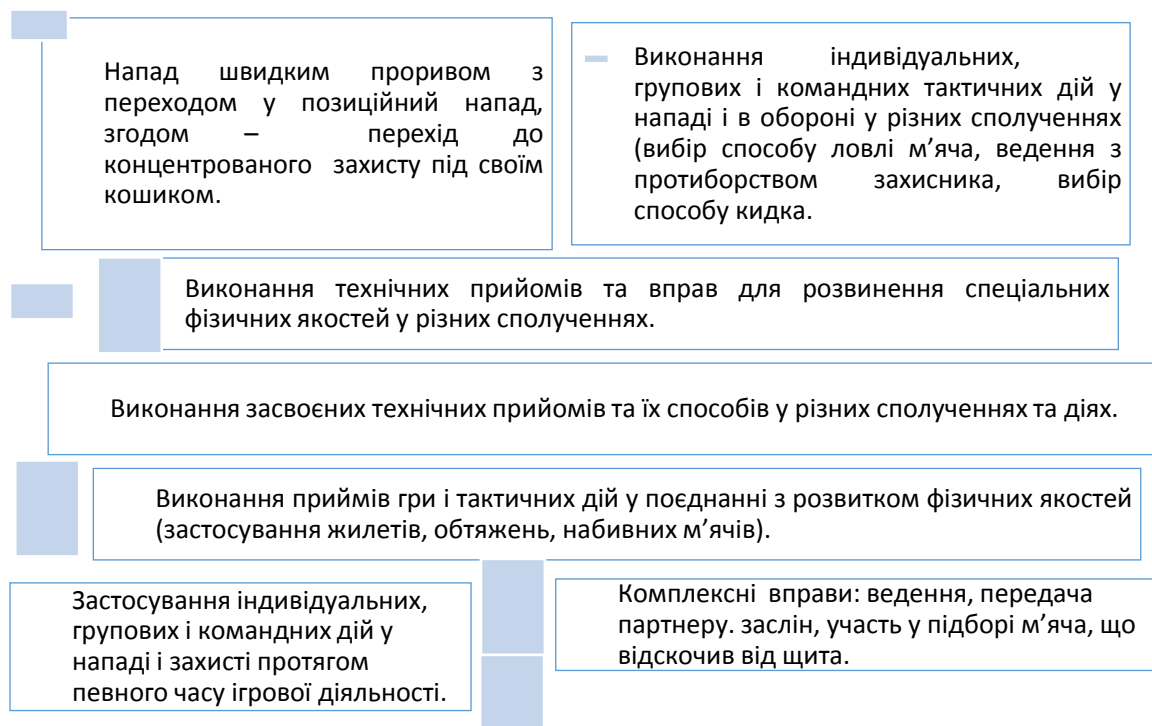 Напад швидким проривом з
переходом у позиційний напад,
згодом – перехід до
концентрованого захисту під своїм
кошиком.
Виконання індивідуальних,
групових і командних тактичних дій у
нападі і в обороні у різних сполученнях
(вибір способу ловлі м’яча, ведення з
протиборством захисника, вибір
способу кидка.
Виконання технічних прийомів та вправ для розвинення спеціальних
фізичних якостей у різних сполученнях.
Виконання засвоєних технічних прийомів та їх способів у різних сполученнях та діях.
Виконання приймів гри і тактичних дій у поєднанні з розвитком фізичних якостей
(застосування жилетів, обтяжень, набивних м’ячів).
Застосування індивідуальних,
групових і командних дій у
нападі і захисті протягом
певного часу ігрової діяльності.
Комплексні вправи: ведення, передача
партнеру. заслін, участь у підборі м’яча, що
відскочив від щита.